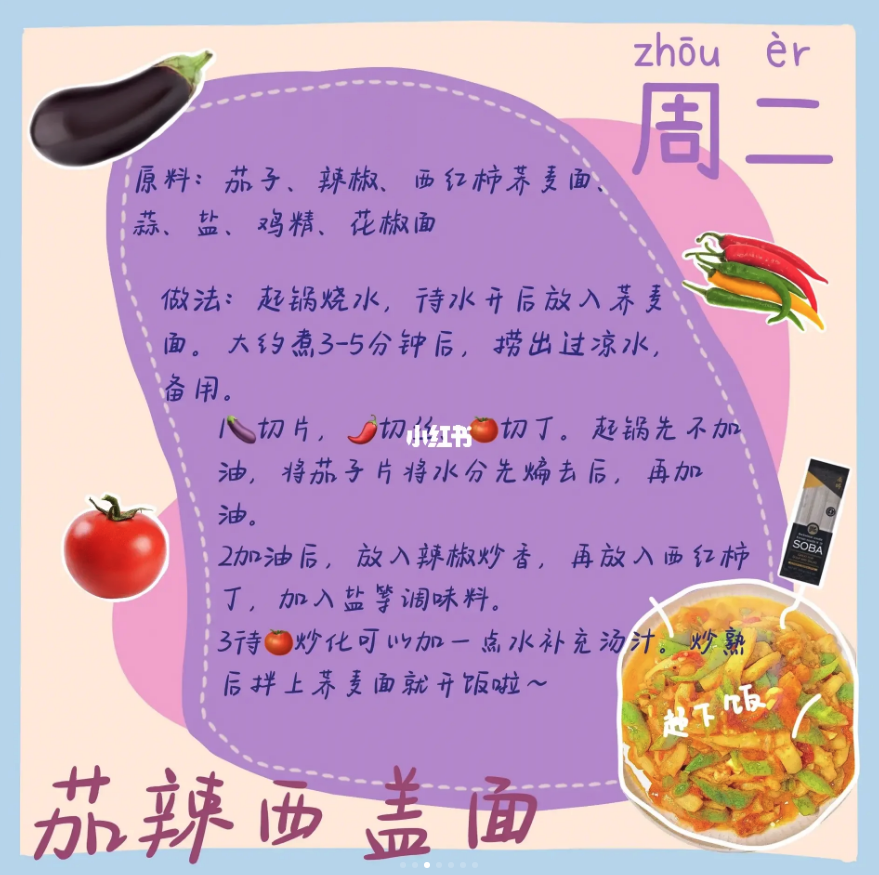 zhōu èr
周二
原料：茄子、辣椒、西红柿荞麦面、
蒜、盐、鸡精、花椒面
做法：起锅烧水，待水开后放入荞麦
面。大约煮3-5分钟后，捞出过凉水，
备用。
1🍆切片，🌶️切丝、🍅切丁。起锅先不加
小红书
油，将茄子片将水分先煸去后，再加
油。
SOBA
2加油后，放入辣椒炒香，再放入西红柿
丁，加入盐等调味料。
3待🍅炒化可以加一点水补充汤汁。炒熟
后拌上荞麦面就开饭啦~
超下饭
茄辣西盖面